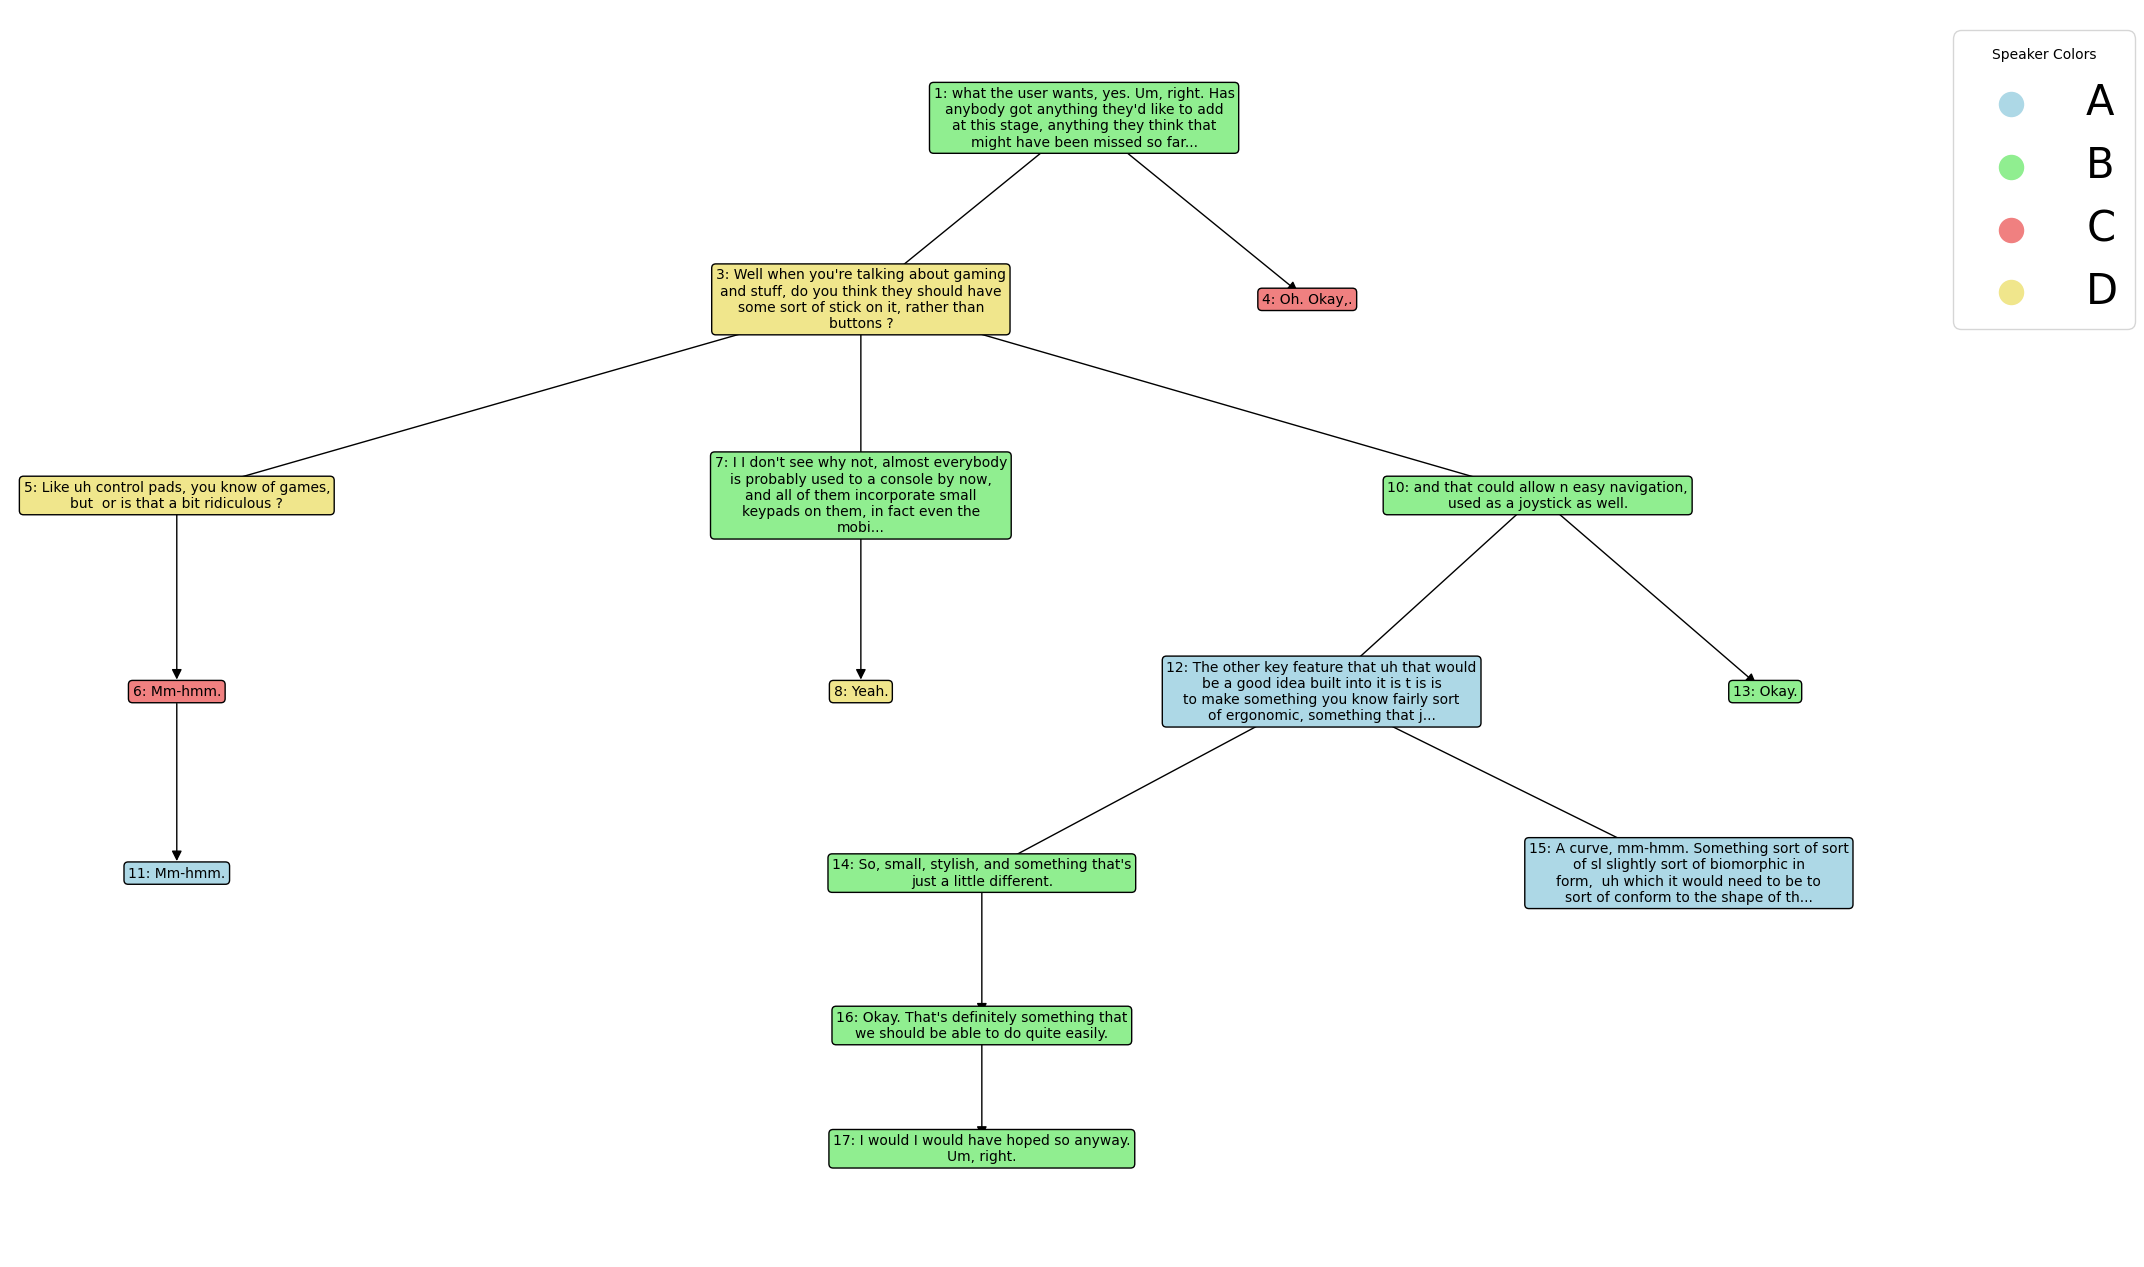 Speaker Colors
A
B
C
D
1: what the user wants, yes. Um, right. Has
anybody got anything they'd like to add
at this stage, anything they think that
might have been missed so far...
3: Well when you're talking about gaming
and stuff, do you think they should have
some sort of stick on it, rather than
buttons ?
4: Oh. Okay,.
5: Like uh control pads, you know of games,
but  or is that a bit ridiculous ?
7: I I don't see why not, almost everybody
is probably used to a console by now,
and all of them incorporate small
keypads on them, in fact even the
mobi...
10: and that could allow n easy navigation,
used as a joystick as well.
6: Mm-hmm.
8: Yeah.
12: The other key feature that uh that would
be a good idea built into it is t is is
to make something you know fairly sort
of ergonomic, something that j...
13: Okay.
11: Mm-hmm.
14: So, small, stylish, and something that's
just a little different.
15: A curve, mm-hmm. Something sort of sort
of sl slightly sort of biomorphic in
form,  uh which it would need to be to
sort of conform to the shape of th...
16: Okay. That's definitely something that
we should be able to do quite easily.
17: I would I would have hoped so anyway.
Um, right.